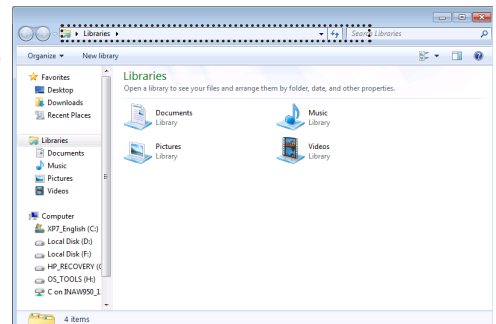 Libraries
Search Libraries
Organize
New library
Favorites
Desktop
Downloads
Recent Places
Libraries
Documents
Music
Pictures
Videos
Computer
XP7_English (C:)
Local Disk (D:)
Local Disk (F:)
HP_RECOVERY (
OS_TOOLS (H:)
C on INAW950_1
Libraries
Open a library to see your files and arrange them by folder, date, and other properties.
Documents
Library
Music
Library
Pictures
Library
Videos
Library
4 items